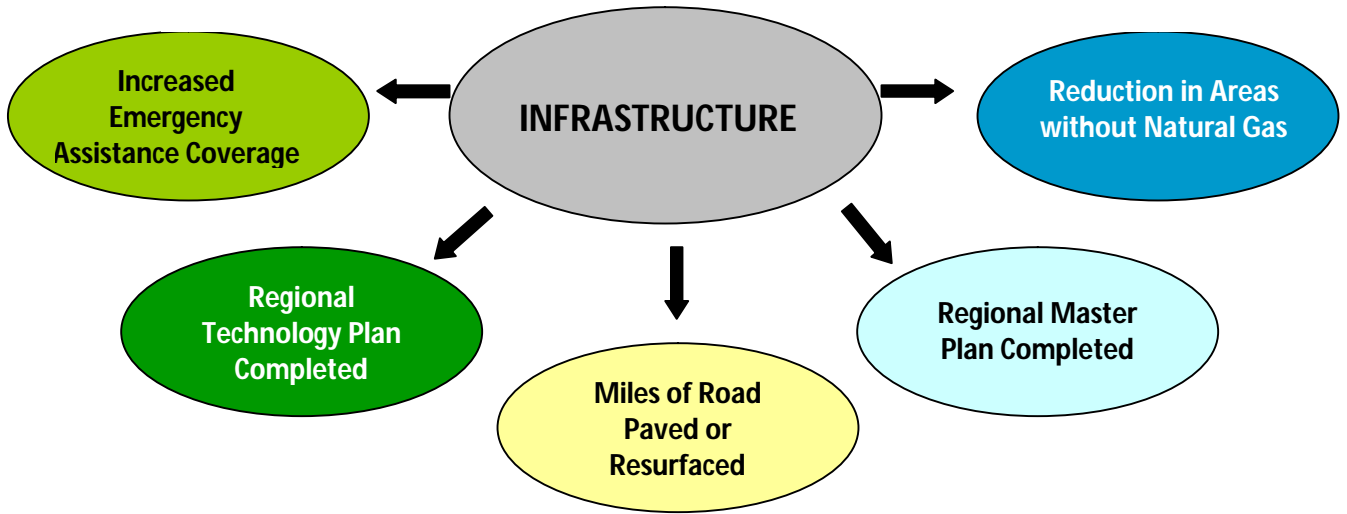 INFRASTRUCTURE
Increased
Emergency
Assistance Coverage
Reduction in Areas
without Natural Gas
Regional
Technology Plan
Completed
Miles of Road
Paved or
Resurfaced
Regional Master
Plan Completed